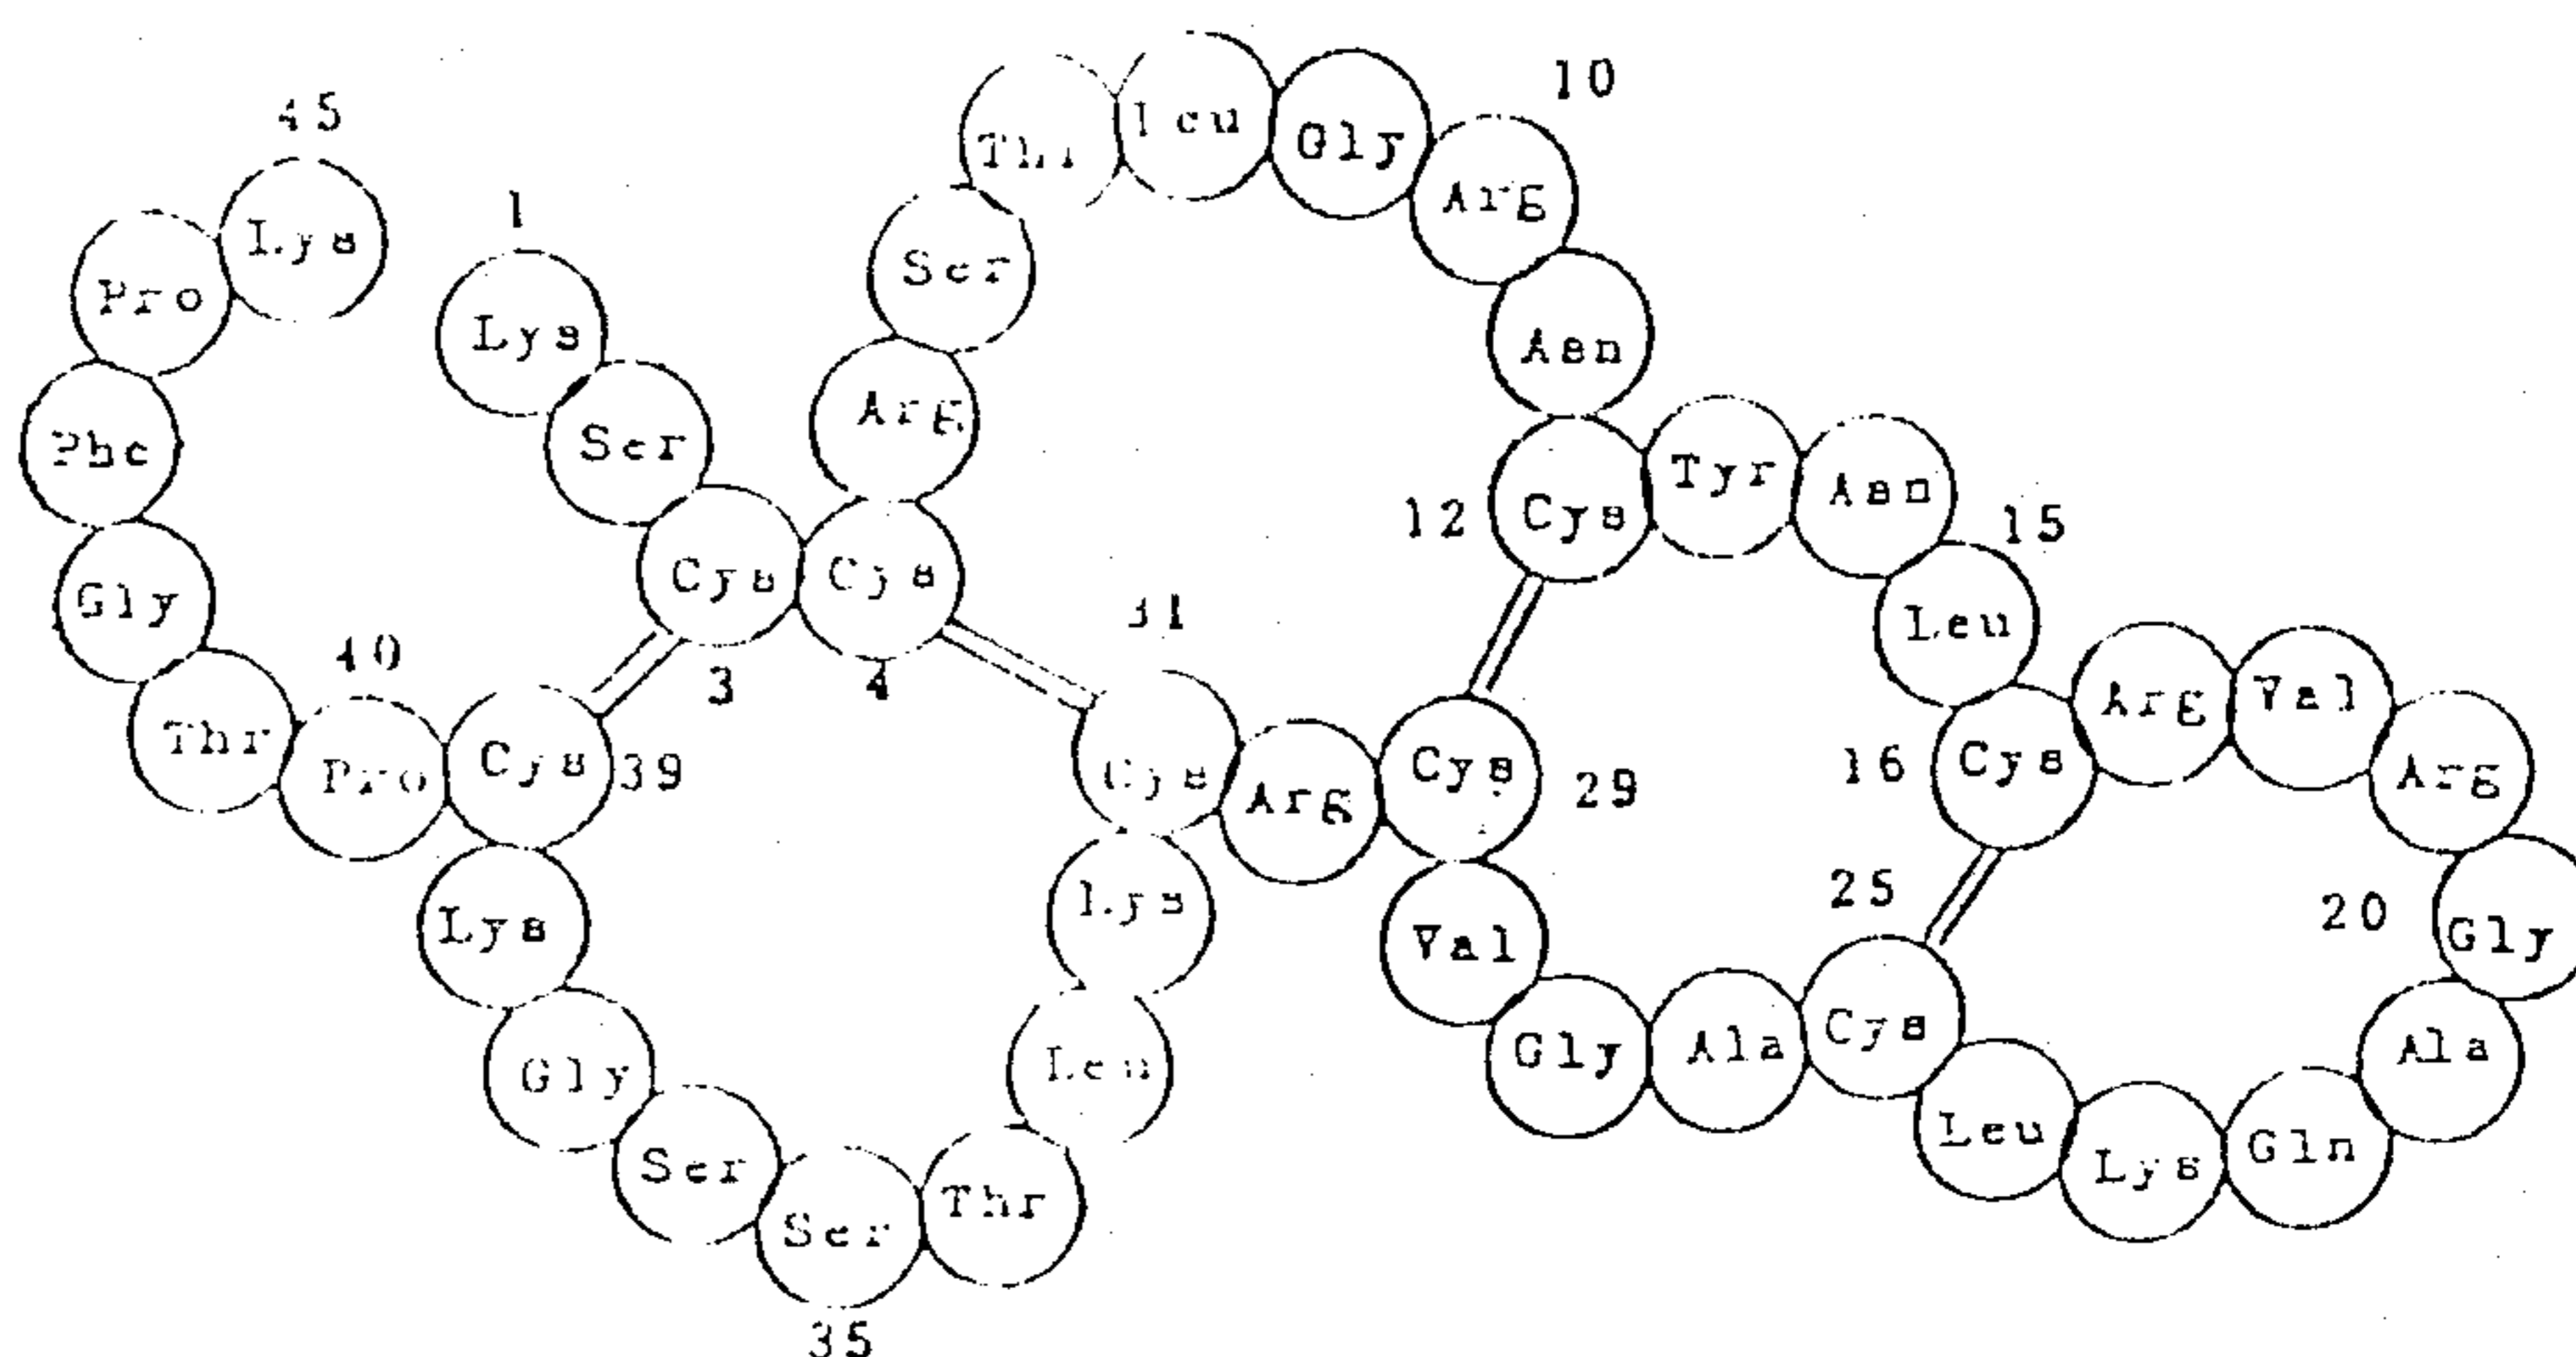 1
Lys
Ser
Cys
3
Cys
4
Arg
Ser
Thr
Leu
Gly
10
Arg
Asn
12
Cys
Tyr
Asn
15
Leu
16
Cys
Arg
Val
Arg
20
Gly
Ala
Gln
Lys
Leu
25
Cys
Ala
Gly
Val
Cys
29
Arg
31
Cys
Lys
Leu
Thr
Ser
35
Ser
Gly
Lys
Cys
39
40
Pro
Thr
Gly
Phe
Pro
45
Lys